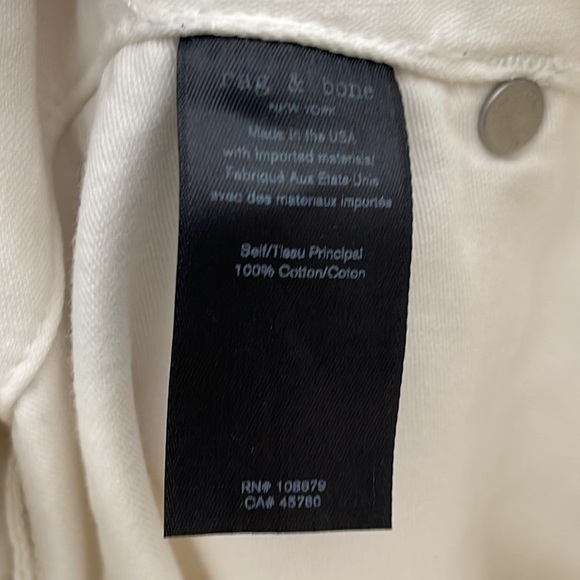 rag & bone
NEW YORK
Made in the USA
with imported materials/
Fabriqué Aux Etats-Unis
avec des materiaux importés
Self/Tissu Principal
100% Cotton/Coton
RN# 108879
CA# 45780